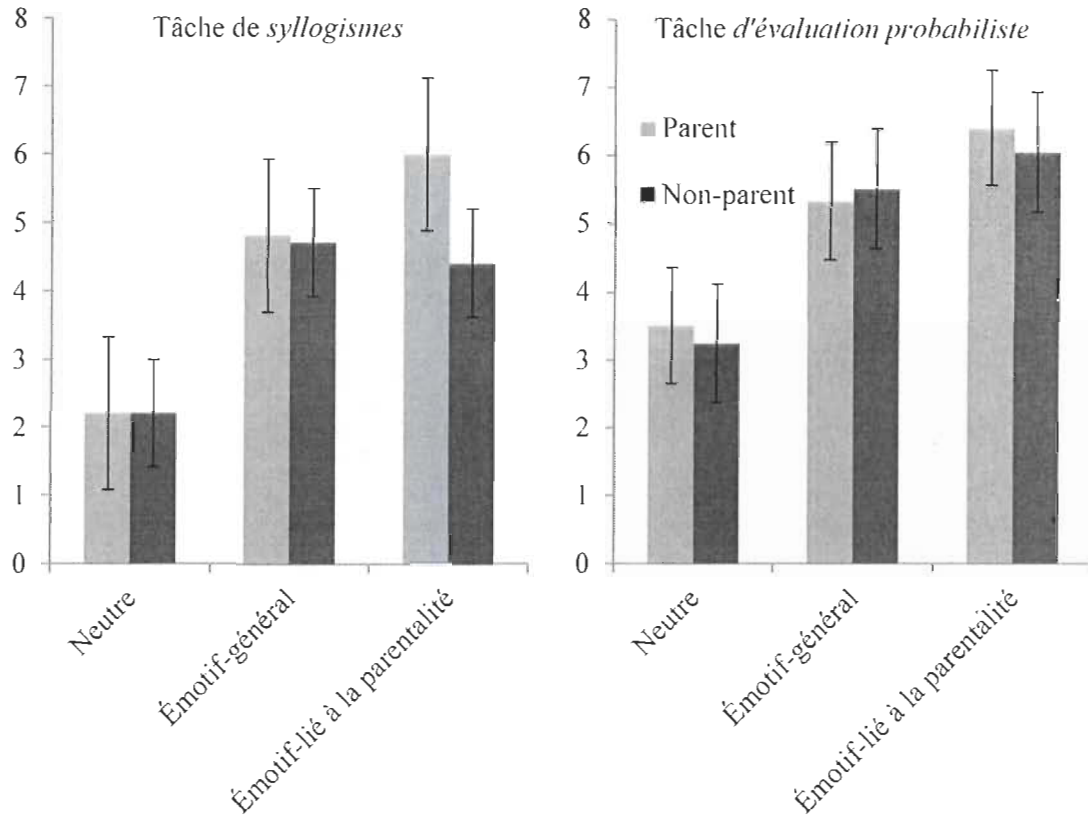 Tâche de syllogismes
8
7
6
5
4
3
2
1
0
Neutre
Émotif-général
Émotif-lié à la parentalité
Tâche d'évaluation probabiliste
8
7
6
5
4
3
2
1
0
Parent
Non-parent
Neutre
Émotif-général
Émotif-lié à la parentalité